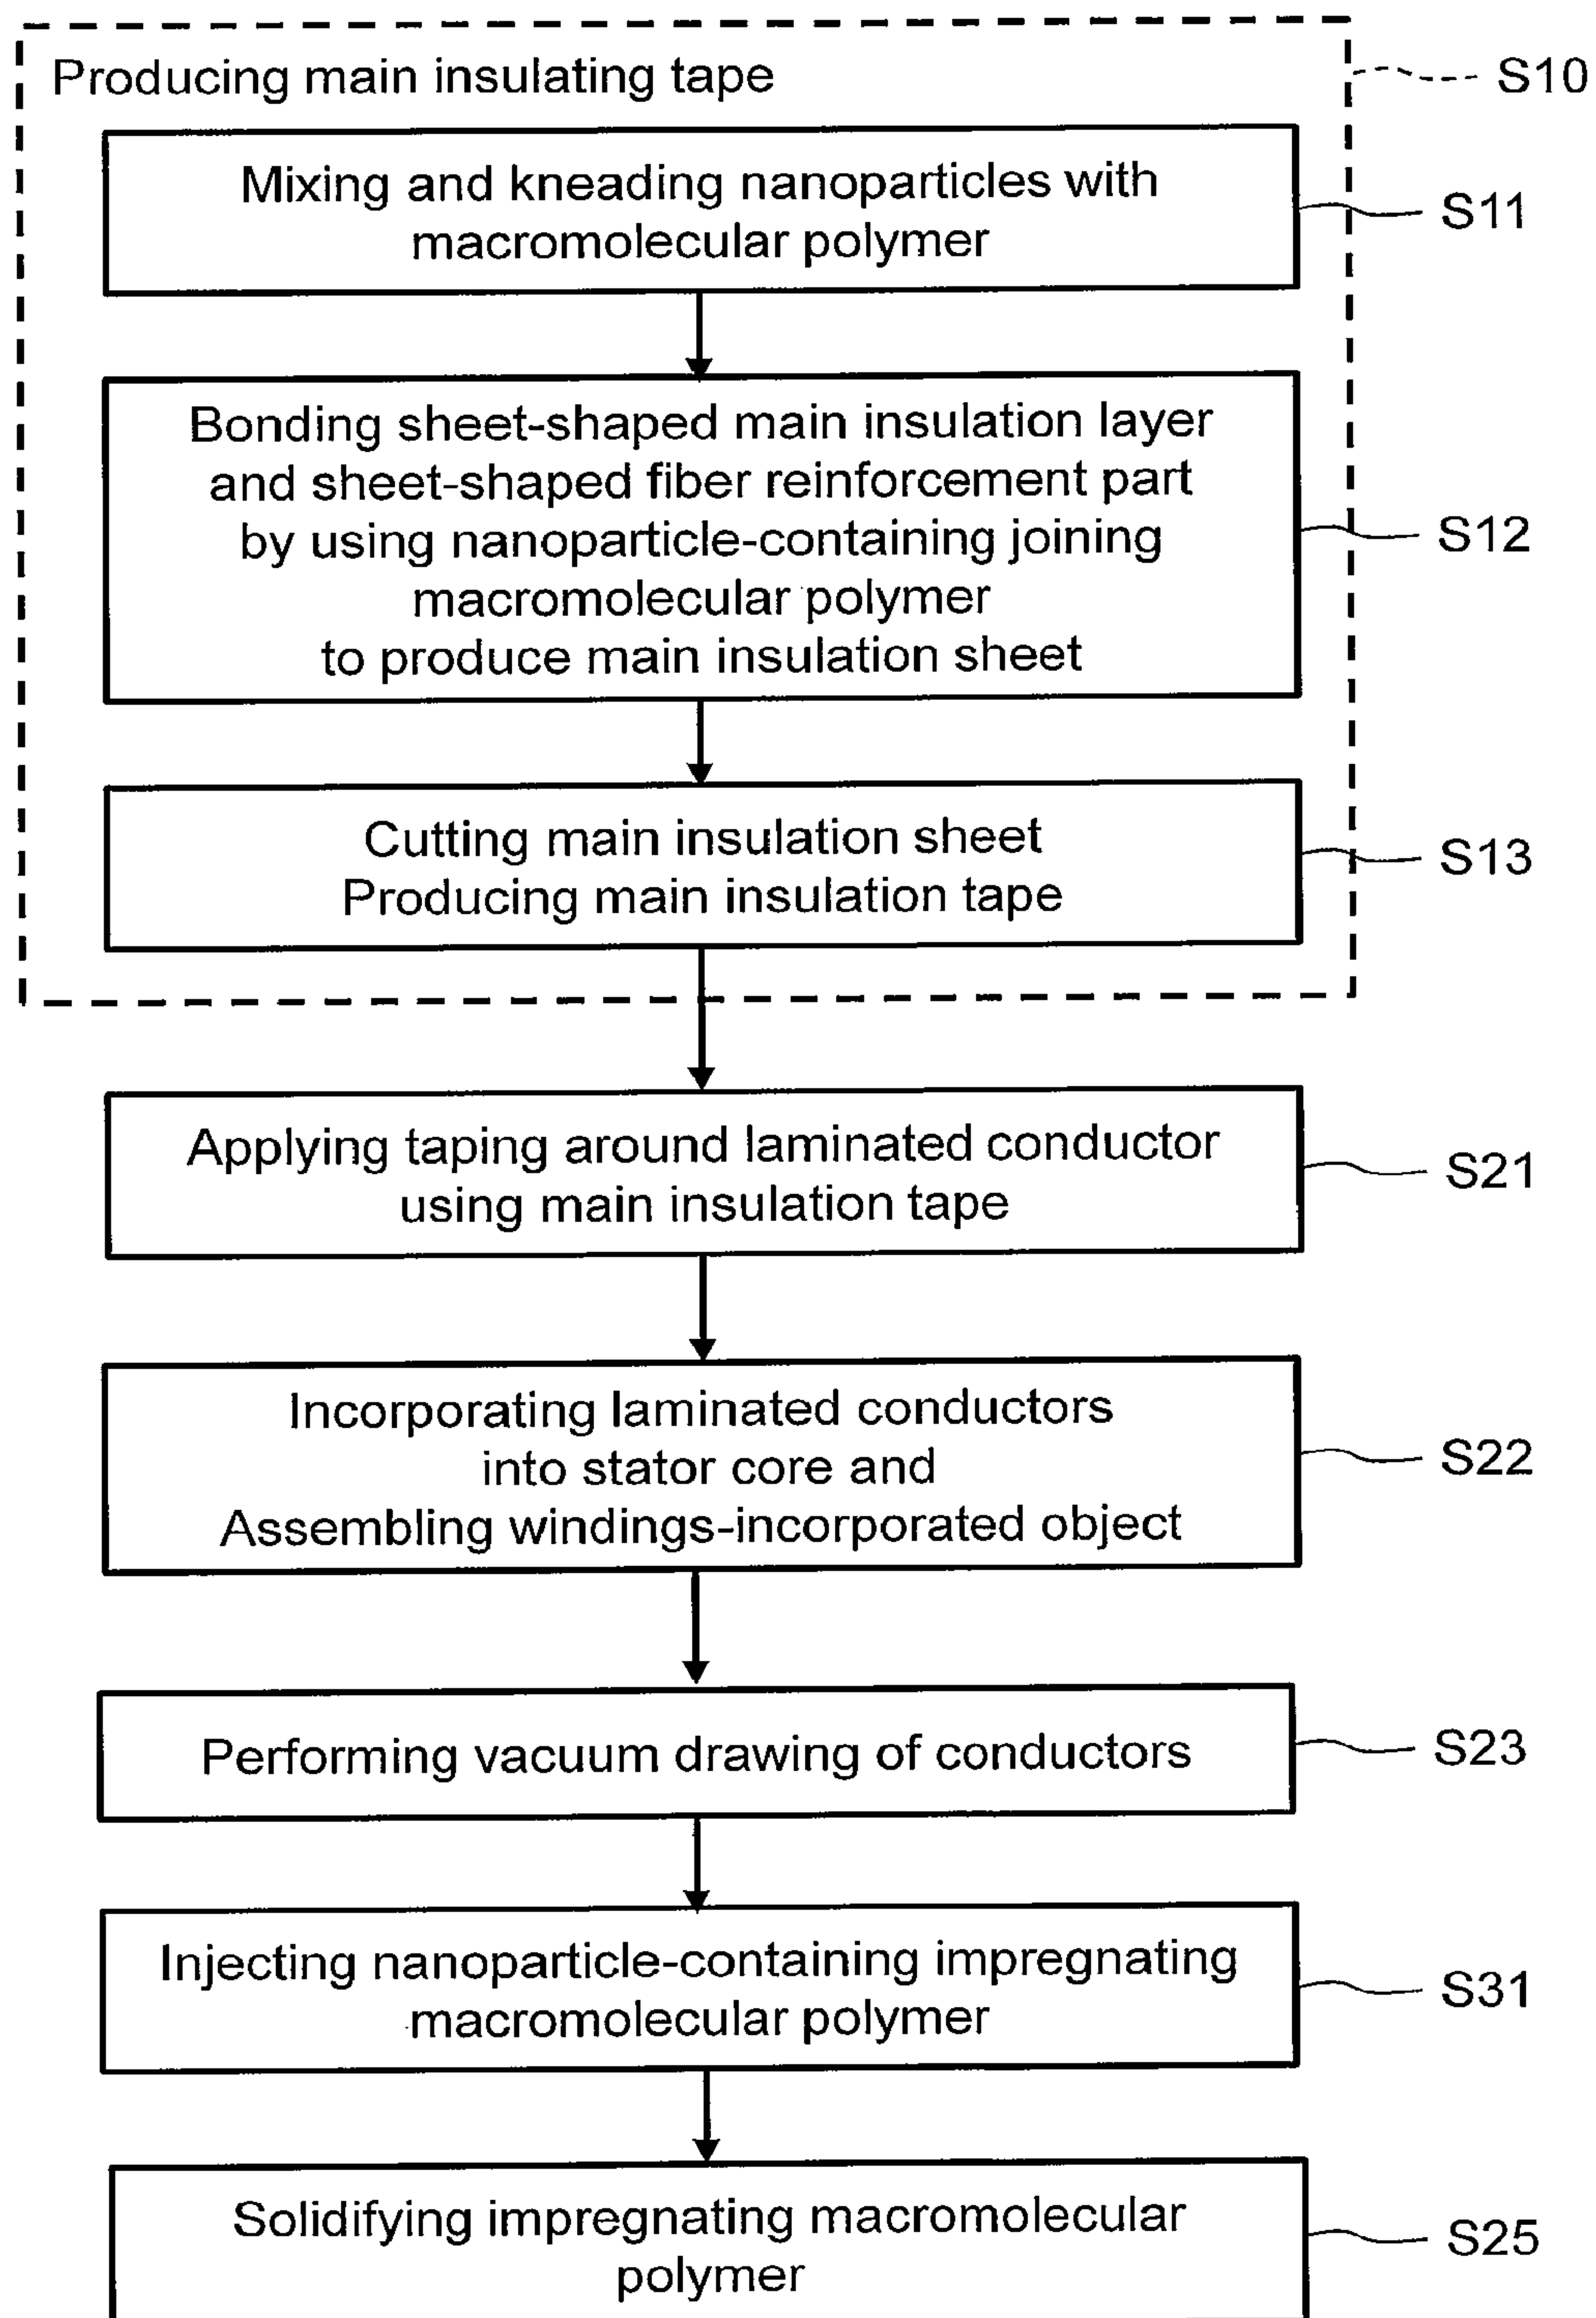 Producing main insulating tape
S10
Mixing and kneading nanoparticles with
macromolecular polymer
S11
Bonding sheet-shaped main insulation layer
and sheet-shaped fiber reinforcement part
by using nanoparticle-containing joining
macromolecular polymer
to produce main insulation sheet
S12
Cutting main insulation sheet
Producing main insulation tape
S13
Applying taping around laminated conductor
using main insulation tape
S21
Incorporating laminated conductors
into stator core and
Assembling windings-incorporated object
S22
Performing vacuum drawing of conductors
S23
Injecting nanoparticle-containing impregnating
macromolecular polymer
S31
Solidifying impregnating macromolecular
polymer
S25